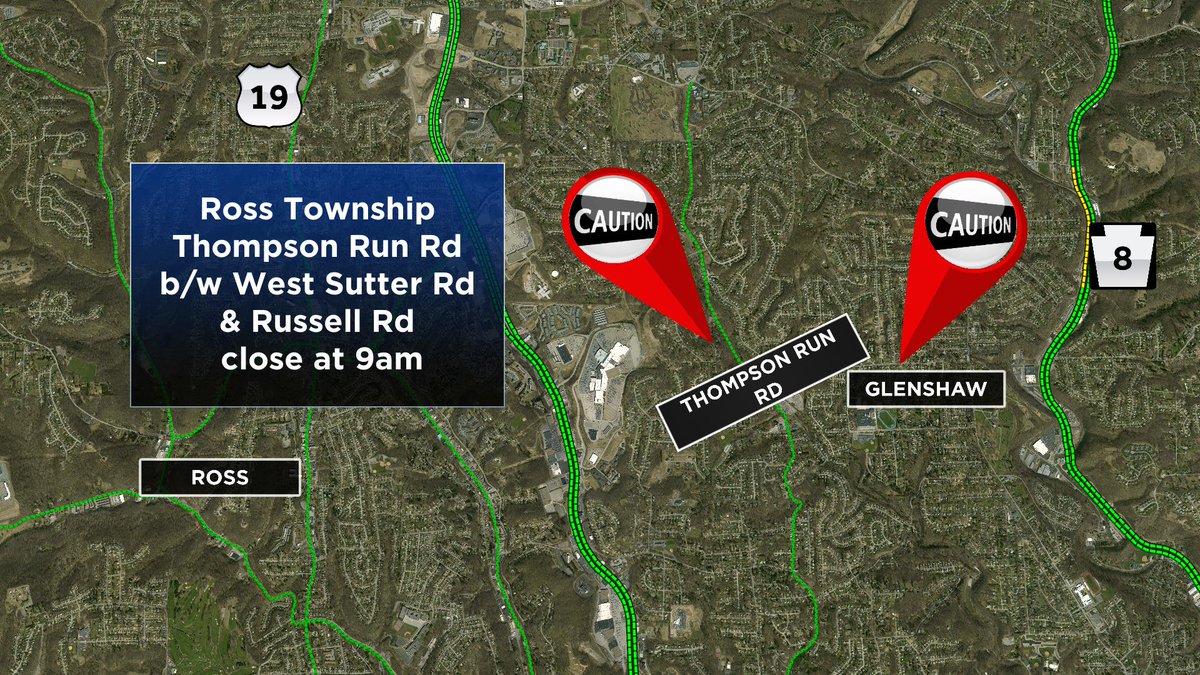 19
Ross Township
Thompson Run Rd
b/w West Sutter Rd
& Russell Rd
close at 9am
CAUTION
CAUTION
8
THOMPSON RUN
RD
GLENSHAW
ROSS